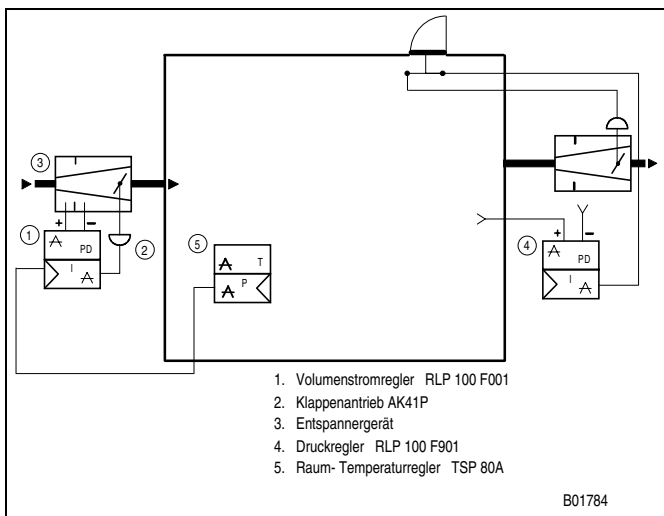 3
+
−
1
PD
I
2
5
T
P
+
−
4
PD
I
1. Volumenstromregler RLP 100 F001
2. Klappenantrieb AK41P
3. Entspannergerät
4. Druckregler RLP 100 F901
5. Raum- Temperaturregler TSP 80A
B01784